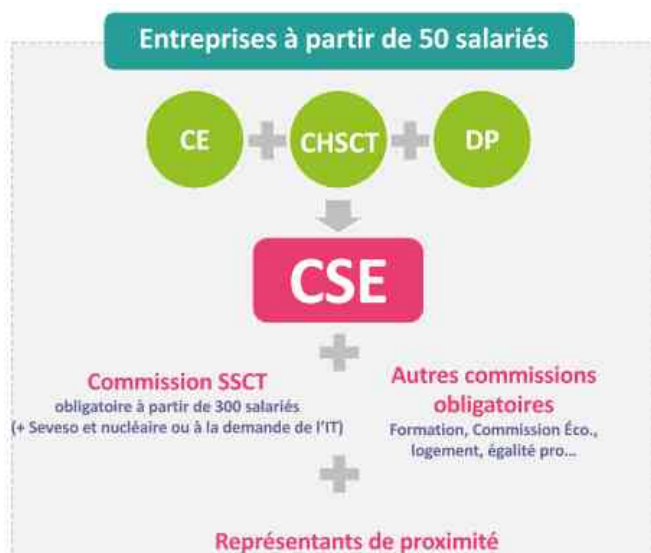 Entreprises à partir de 50 salariés
CE + CHSCT + DP
CSE
+
Commission SSCT
obligatoire à partir de 300 salariés
(+ Seveso et nucléaire ou à la demande de l'IT)
Autres commissions
obligatoires
Formation, Commission Éco.,
logement, égalité pro...
+
Représentants de proximité